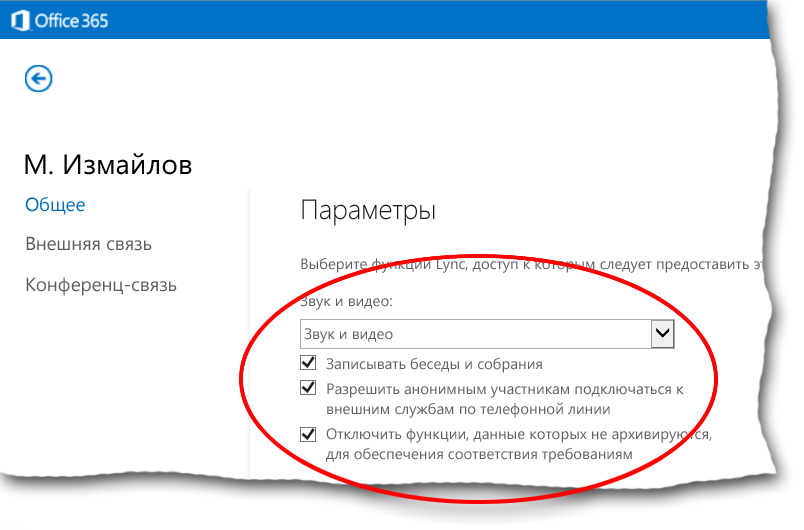 Office 365
М. Измайлов
Общее
Внешняя связь
Конференц-связь
Параметры
Выберите функции Lync, доступ к которым следует предоставить
Звук и видео:
Звук и видео
Записывать беседы и собрания
Разрешить анонимным участникам подключаться к
внешним службам по телефонной линии
Отключить функции, данные которых не архивируются,
для обеспечения соответствия требованиям